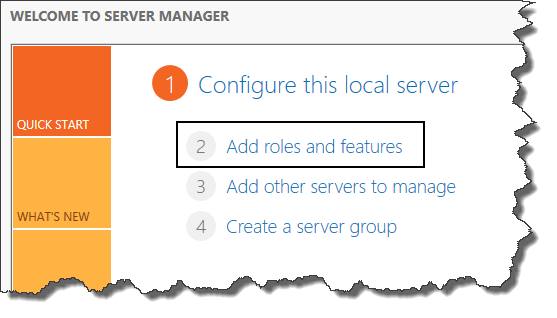 WELCOME TO SERVER MANAGER
QUICK START
1 Configure this local server
2 Add roles and features
3 Add other servers to manage
WHAT'S NEW
4 Create a server group